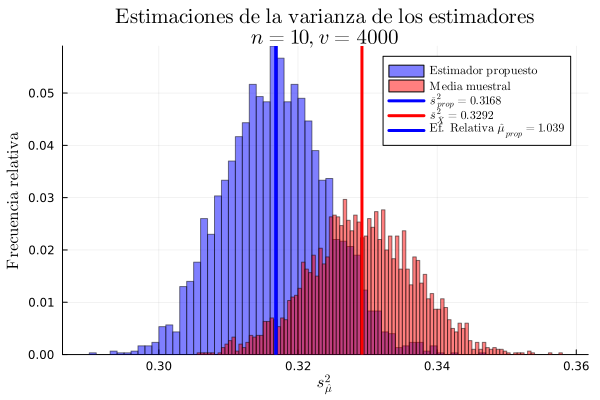 Estimaciones de la varianza de los estimadores
n = 10, v = 4000
Estimador propuesto
Media muestral
s̄²_prop = 0.3168
s̄²_X̄ = 0.3292
Ef. Relativa μ̂_prop = 1.039
Frecuencia relativa
0.05
0.04
0.03
0.02
0.01
0.00
0.30
0.32
0.34
0.36
s²_μ̂